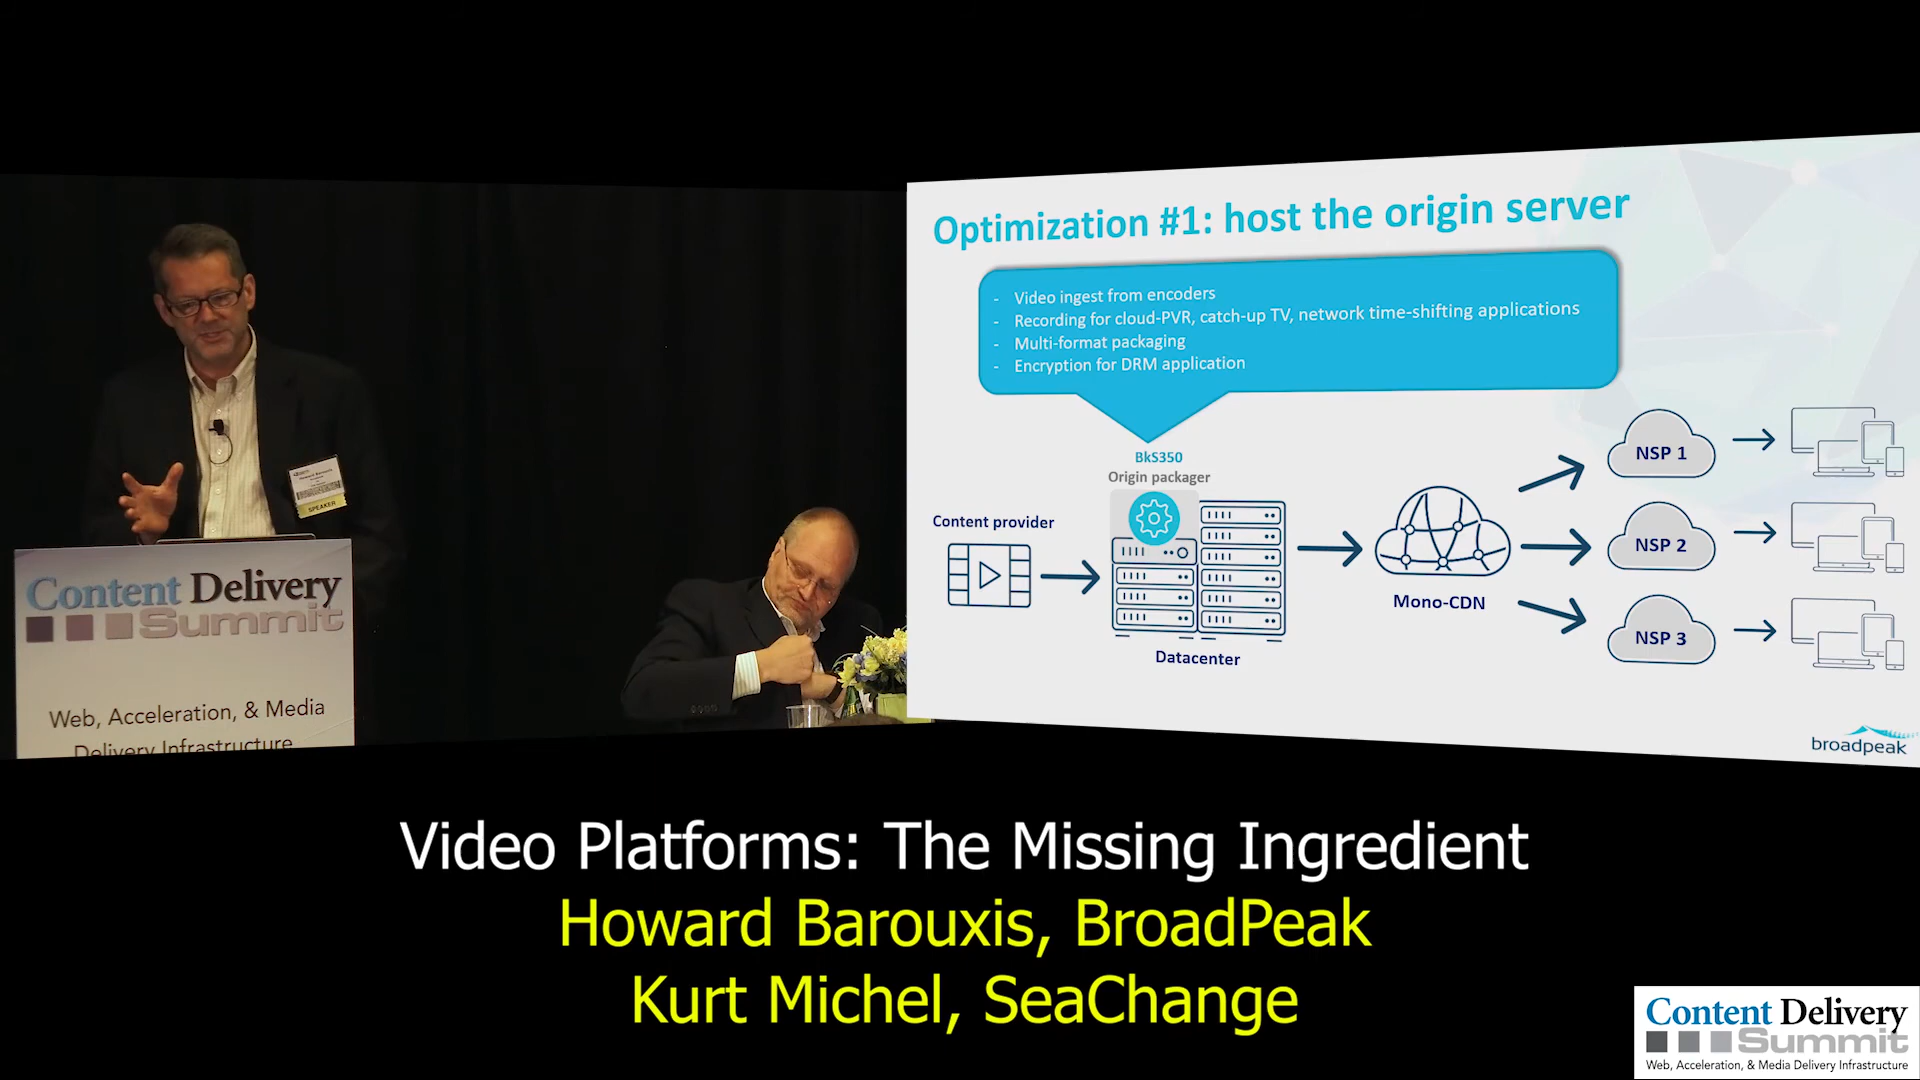 Optimization #1: host the origin server
- Video ingest from encoders
- Recording for cloud-PVR, catch-up TV, network time-shifting applications
- Multi-format packaging
- Encryption for DRM application
BkS350
Origin packager
Content provider
Datacenter
Mono-CDN
NSP 1
NSP 2
NSP 3
broadpeak
SPEAKER
Content Delivery
Summit
Web, Acceleration, & Media
Delivery Infrastructure
Video Platforms: The Missing Ingredient
Howard Barouxis, BroadPeak
Kurt Michel, SeaChange
Content Delivery
Summit
Web, Acceleration, & Media Delivery Infrastructure